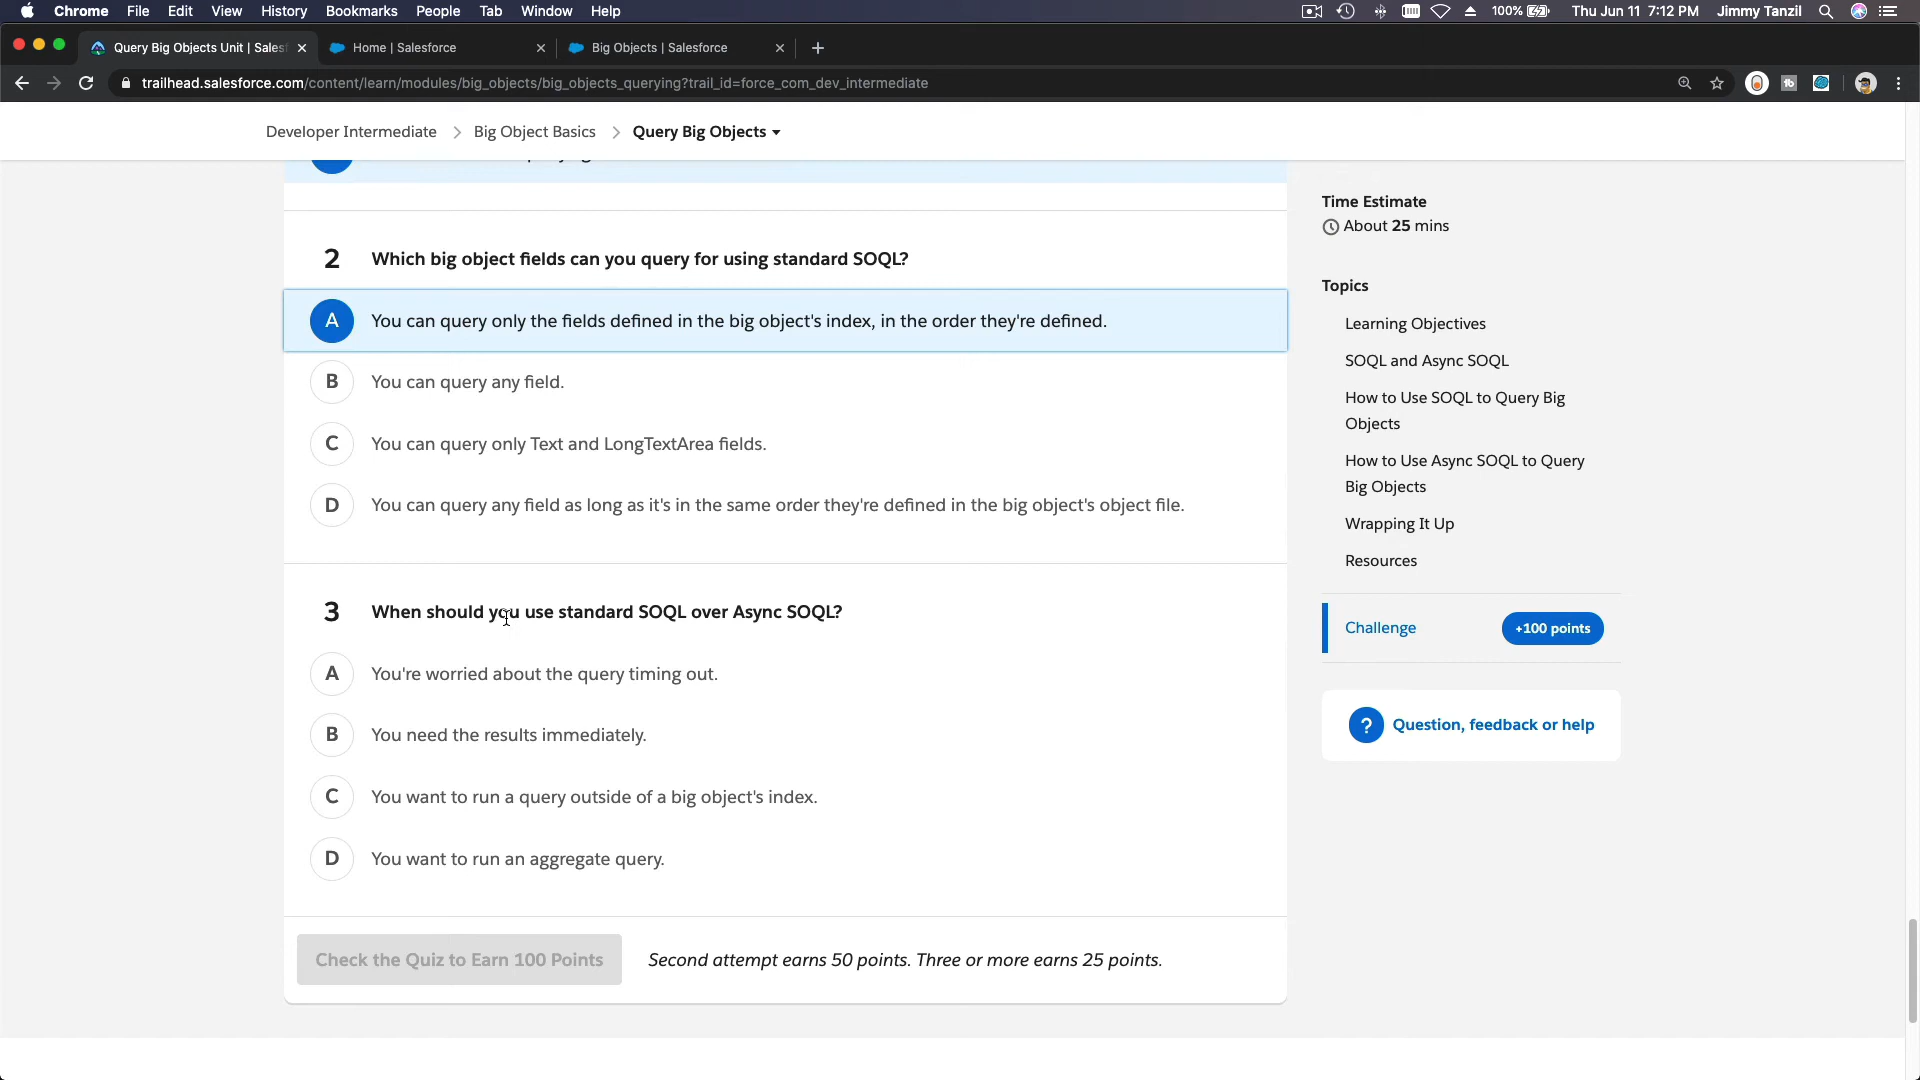 Chrome File Edit View History Bookmarks People Tab Window Help
100% Thu Jun 11 7:12 PM Jimmy Tanzil
Query Big Objects Unit | Sales
Home | Salesforce
Big Objects | Salesforce
trailhead.salesforce.com/content/learn/modules/big_objects/big_objects_querying?trail_id=force_com_dev_intermediate
Developer Intermediate > Big Object Basics > Query Big Objects
2 Which big object fields can you query for using standard SOQL?
A You can query only the fields defined in the big object's index, in the order they're defined.
B You can query any field.
C You can query only Text and LongTextArea fields.
D You can query any field as long as it's in the same order they're defined in the big object's object file.
3 When should you use standard SOQL over Async SOQL?
A You're worried about the query timing out.
B You need the results immediately.
C You want to run a query outside of a big object's index.
D You want to run an aggregate query.
Check the Quiz to Earn 100 Points
Second attempt earns 50 points. Three or more earns 25 points.
Time Estimate
About 25 mins
Topics
Learning Objectives
SOQL and Async SOQL
How to Use SOQL to Query Big
Objects
How to Use Async SOQL to Query
Big Objects
Wrapping It Up
Resources
Challenge +100 points
? Question, feedback or help